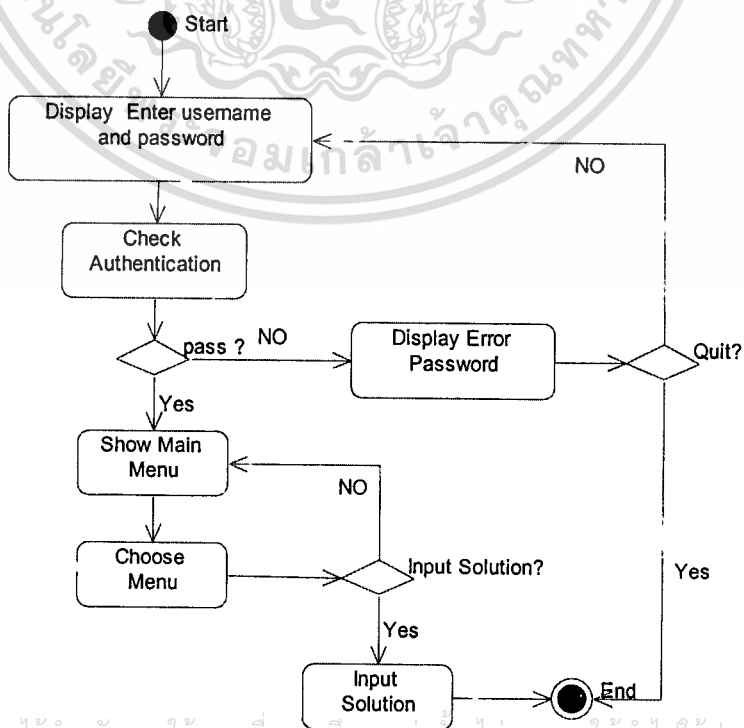 Start
Display Enter username
and password
NO
Check
Authentication
pass ?
NO
Display Error
Password
Quit?
Yes
Show Main
Menu
NO
Choose
Menu
Input Solution?
Yes
Yes
Input
Solution
End